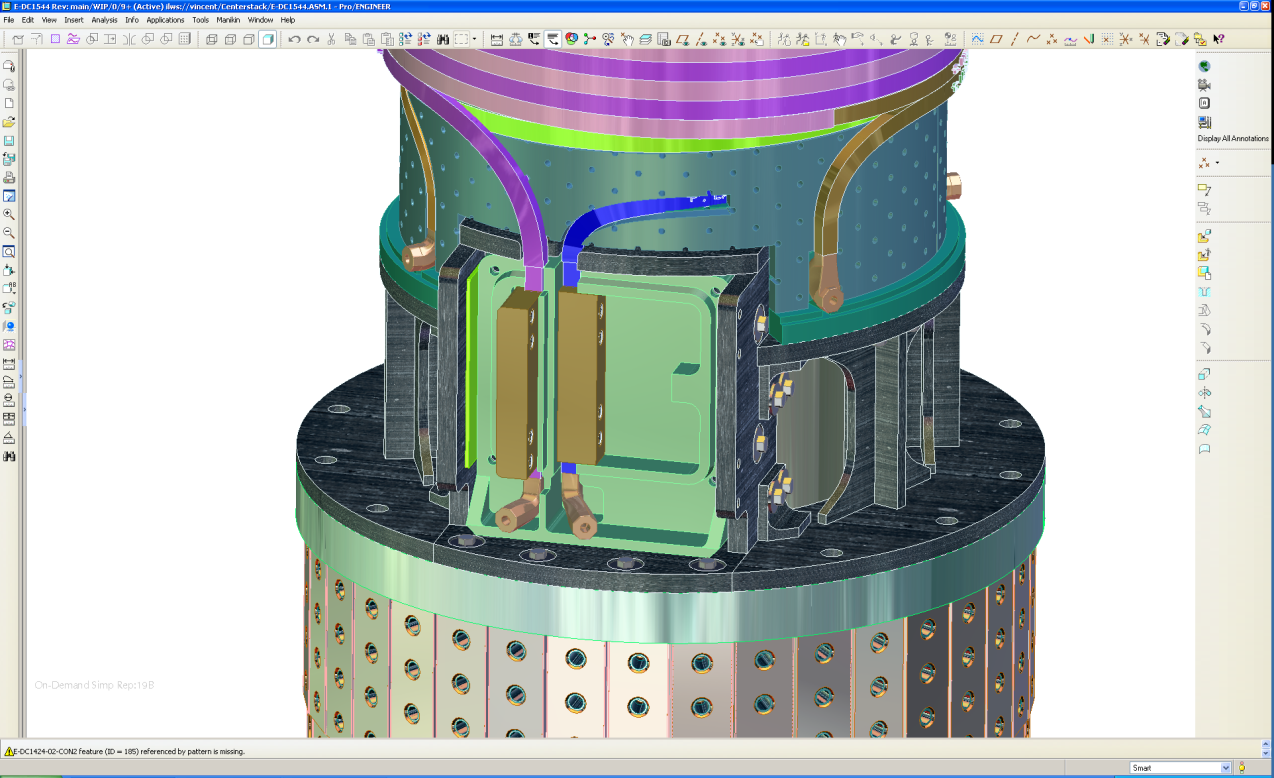 E-DC1544 Rev: main/WIP/0/9+ (Active) ilws://vincent/Centerstack/E-DC1544.ASM.1 - Pro/ENGINEER
File Edit View Insert Analysis Info Applications Tools Manikin Window Help
Display All Annotations
On-Demand Simp Rep:19B
E-DC1424-02-CON2 feature (ID = 185) referenced by pattern is missing.
Smart